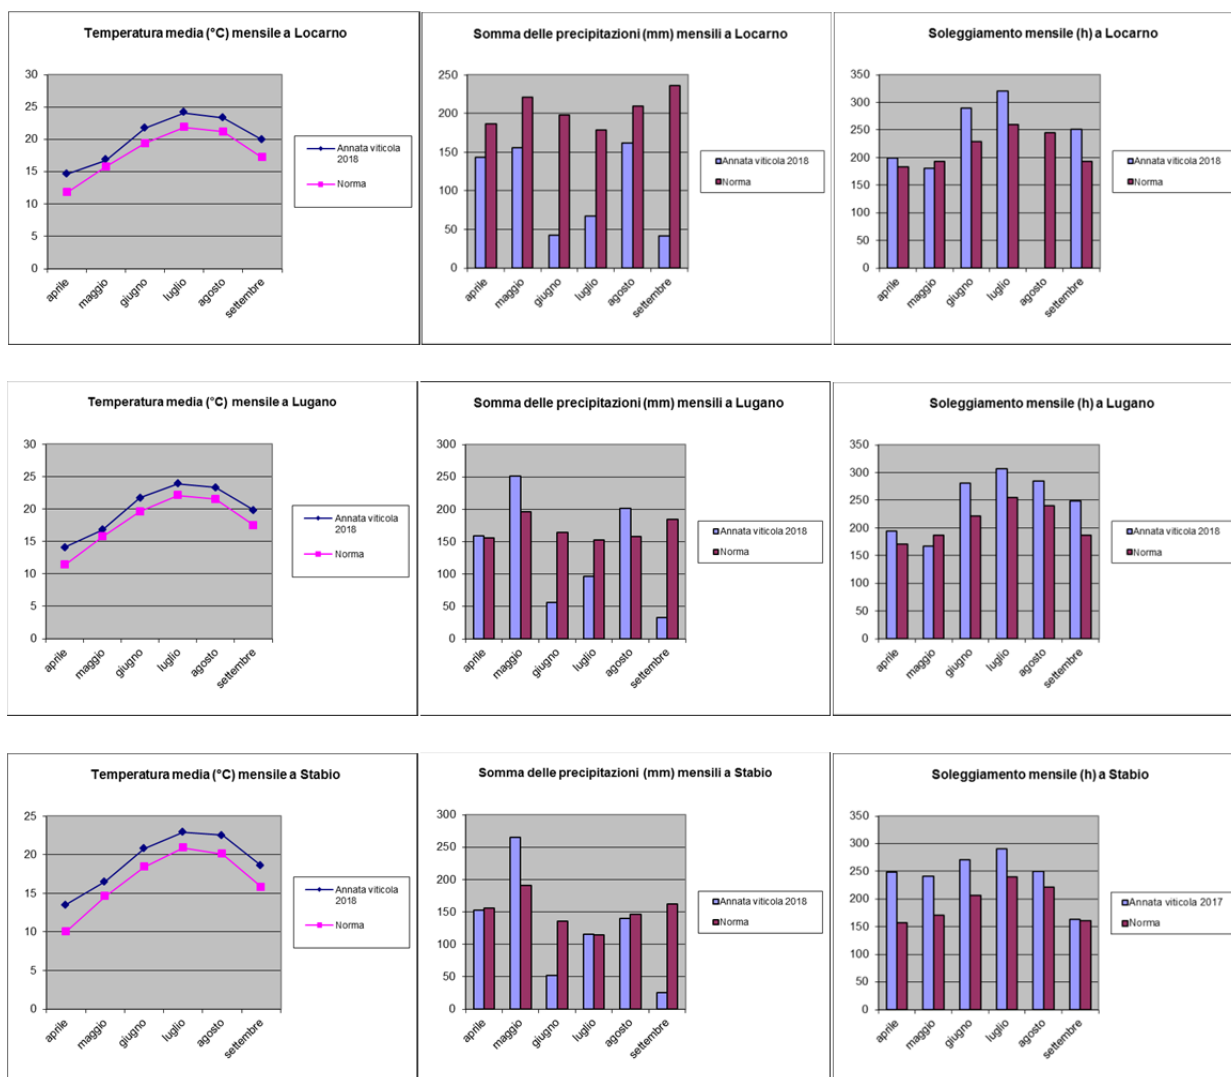 Temperatura media (°C) mensile a Locarno
30
25
20
15
10
5
0
aprile
maggio
giugno
luglio
agosto
settembre
Annata viticola
2018
Norma
Somma delle precipitazioni (mm) mensili a Locarno
250
200
150
100
50
0
aprile
maggio
giugno
luglio
agosto
settembre
Annata viticola 2018
Norma
Soleggiamento mensile (h) a Locarno
350
300
250
200
150
100
50
0
aprile
maggio
giugno
luglio
agosto
settembre
Annata viticola 2018
Norma
Temperatura media (°C) mensile a Lugano
30
25
20
15
10
5
0
aprile
maggio
giugno
luglio
agosto
settembre
Annata viticola
2018
Norma
Somma delle precipitazioni (mm) mensili a Lugano
300
250
200
150
100
50
0
aprile
maggio
giugno
luglio
agosto
settembre
Annata viticola 2018
Norma
Soleggiamento mensile (h) a Lugano
350
300
250
200
150
100
50
0
aprile
maggio
giugno
luglio
agosto
settembre
Annata viticola 2018
Norma
Temperatura media (°C) mensile a Stabio
25
20
15
10
5
0
aprile
maggio
giugno
luglio
agosto
settembre
Annata viticola
2018
Norma
Somma delle precipitazioni (mm) mensili a Stabio
300
250
200
150
100
50
0
aprile
maggio
giugno
luglio
agosto
settembre
Annata viticola 2018
Norma
Soleggiamento mensile (h) a Stabio
350
300
250
200
150
100
50
0
aprile
maggio
giugno
luglio
agosto
settembre
Annata viticola 2017
Norma